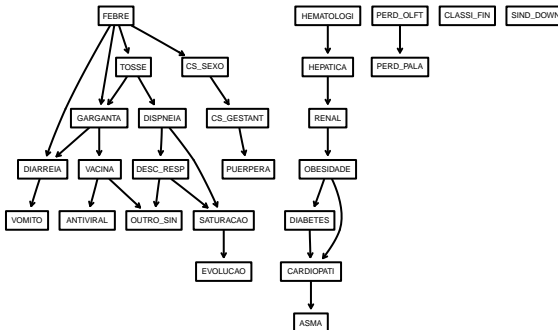 FEBRE HEMATOLOGI PERD_OLFT CLASSI_FIN SIND_DOWN
TOSSE CS_SEXO HEPATICA PERD_PALA
GARGANTA DISPNEIA CS_GESTANT RENAL
DIARREIA VACINA DESC_RESP PUERPERA OBESIDADE
VOMITO ANTIVIRAL OUTRO_SIN SATURACAO DIABETES
EVOLUCAO CARDIOPATI
ASMA